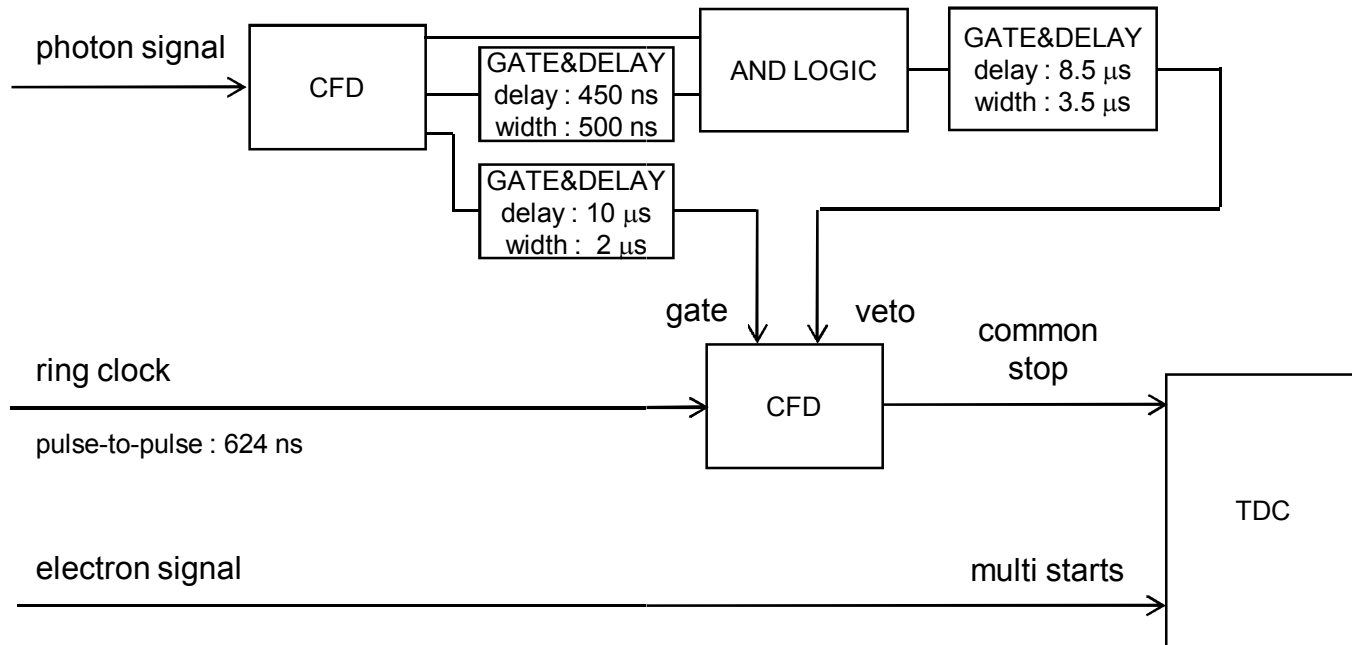 photon signal
CFD
GATE&DELAY
delay : 450 ns
width : 500 ns
AND LOGIC
GATE&DELAY
delay : 8.5 μs
width : 3.5 μs
GATE&DELAY
delay : 10 μs
width : 2 μs
gate
veto
ring clock
pulse-to-pulse : 624 ns
CFD
common
stop
TDC
electron signal
multi starts